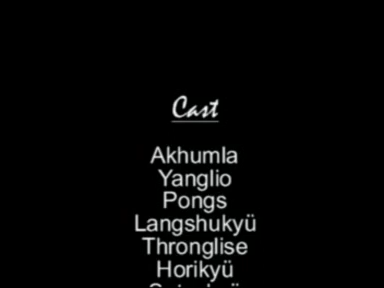 Cast
Akhumla
Yanglio
Pongs
Langshukyü
Thronglise
Horikyü